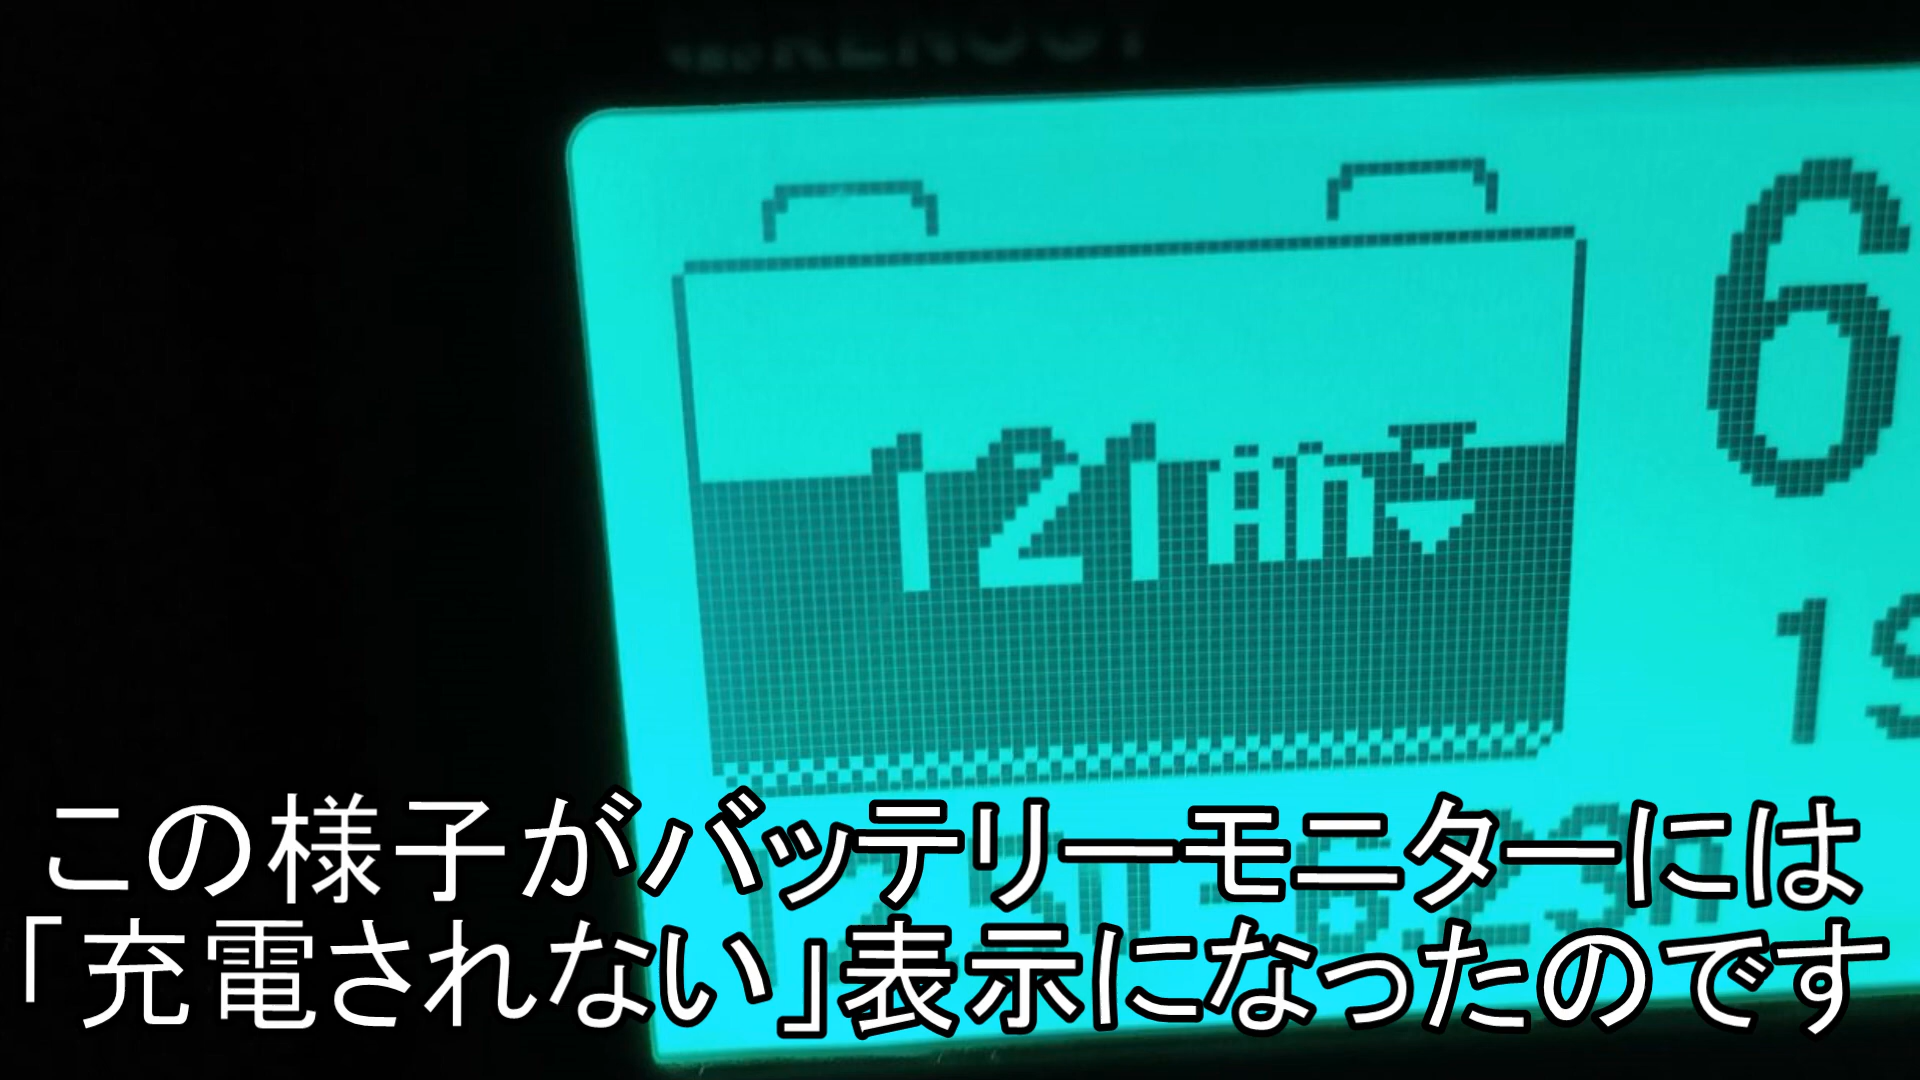 RENOGY
6
121Ah
19
この様子がバッテリーモニターには
「充電されない」表示になったのです